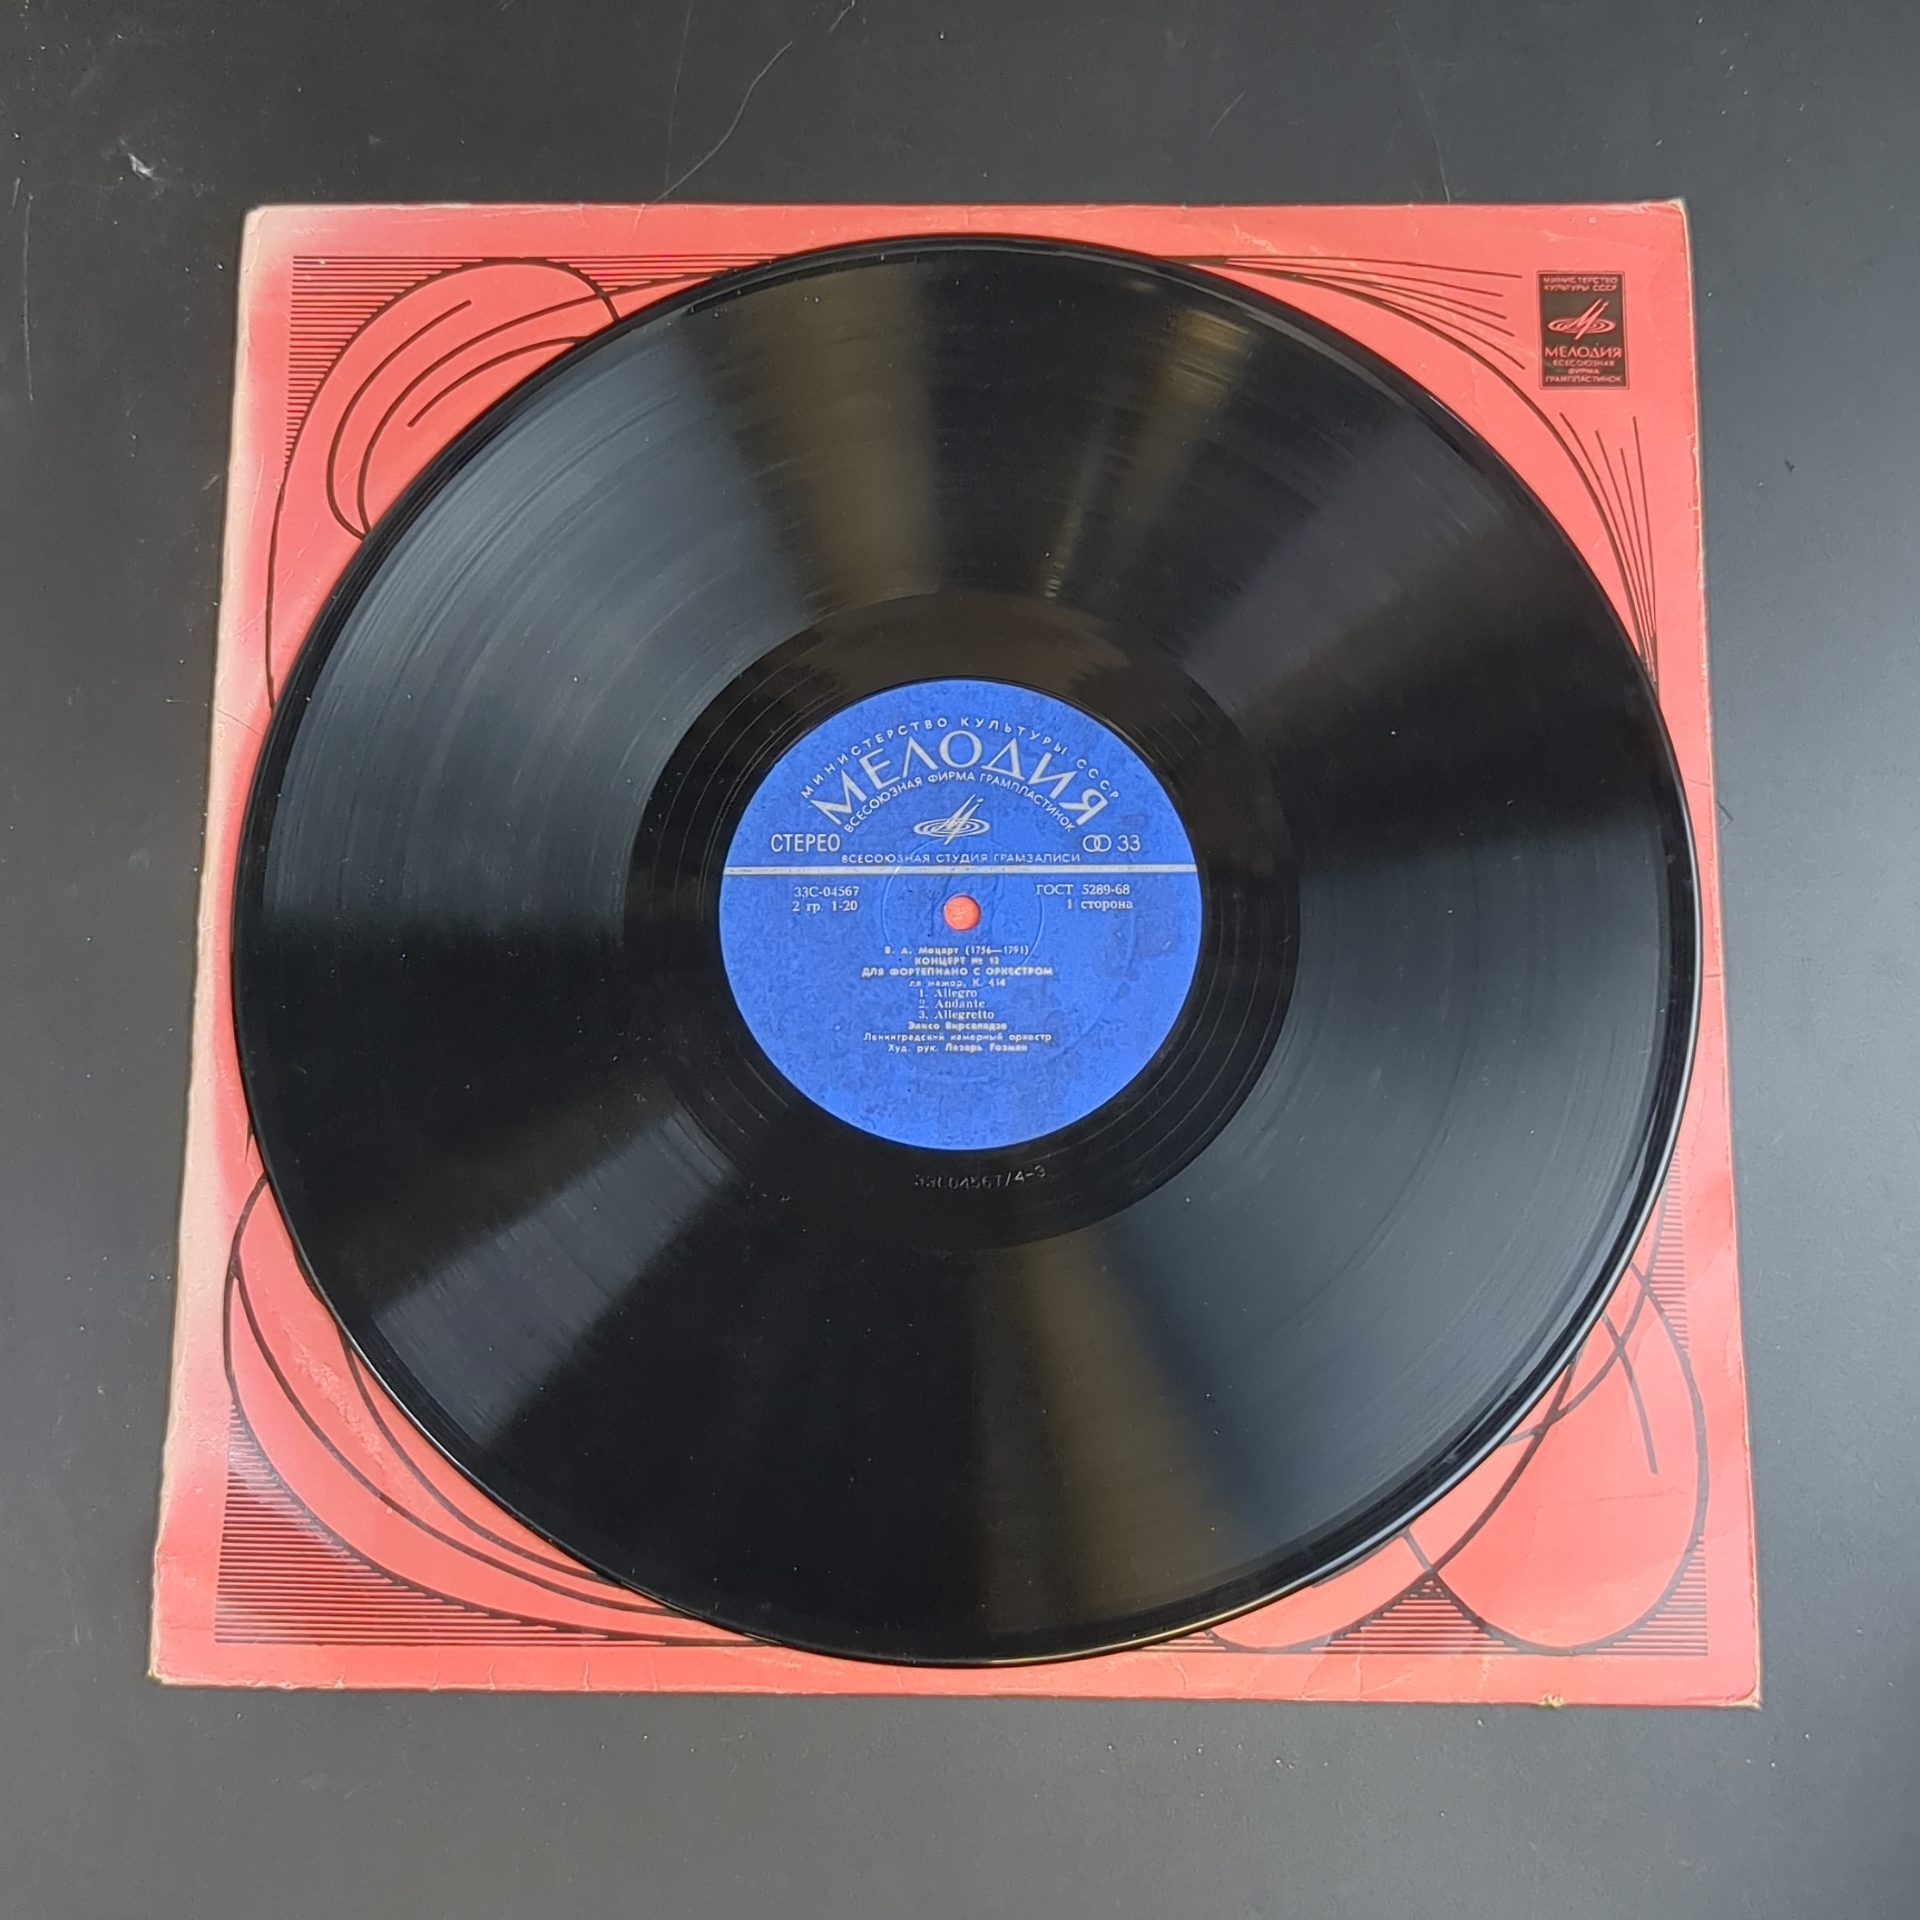 МИНИСТЕРСТВО
КУЛЬТУРЫ СССР
МЕЛОДИЯ
ВСЕСОЮЗНАЯ
ФИРМА
ГРАМПЛАСТИНОК
МИНИСТЕРСТВО КУЛЬТУРЫ СССР
МЕЛОДИЯ
ВСЕСОЮЗНАЯ ФИРМА ГРАМПЛАСТИНОК
СТЕРЕО 33
ВСЕСОЮЗНАЯ СТУДИЯ ГРАМЗАПИСИ
33С-04567 ГОСТ 5289-68
2 гр. 1-20 1 сторона
В. А. Моцарт (1756—1791)
КОНЦЕРТ № 12
ДЛЯ ФОРТЕПИАНО С ОРКЕСТРОМ
ля мажор, К. 414
1. Allegro
2. Andante
3. Allegretto
Элисо Вирсаладзе
Ленинградский камерный оркестр
Худ. рук. Лазарь Гозман
33С04567/4-3